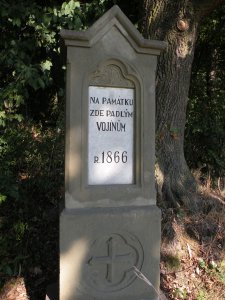 NA PAMÁTKU
ZDE PADLÝM
VOJÍNŮM
R. 1866